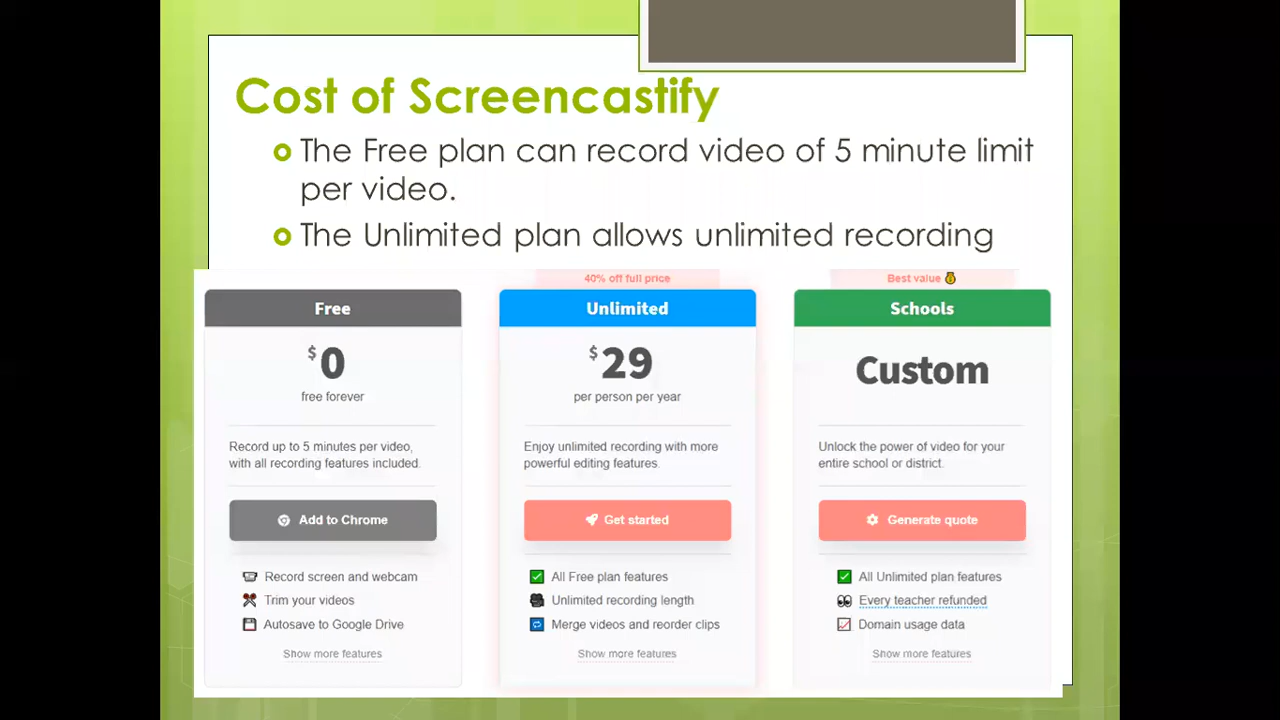 Cost of Screencastify
The Free plan can record video of 5 minute limit
per video.
The Unlimited plan allows unlimited recording
Free
$0
free forever
Record up to 5 minutes per video,
with all recording features included.
Add to Chrome
Record screen and webcam
Trim your videos
Autosave to Google Drive
Show more features
40% off full price
Unlimited
$29
per person per year
Enjoy unlimited recording with more
powerful editing features.
Get started
All Free plan features
Unlimited recording length
Merge videos and reorder clips
Show more features
Best value
Schools
Custom
Unlock the power of video for your
entire school or district.
Generate quote
All Unlimited plan features
Every teacher refunded
Domain usage data
Show more features